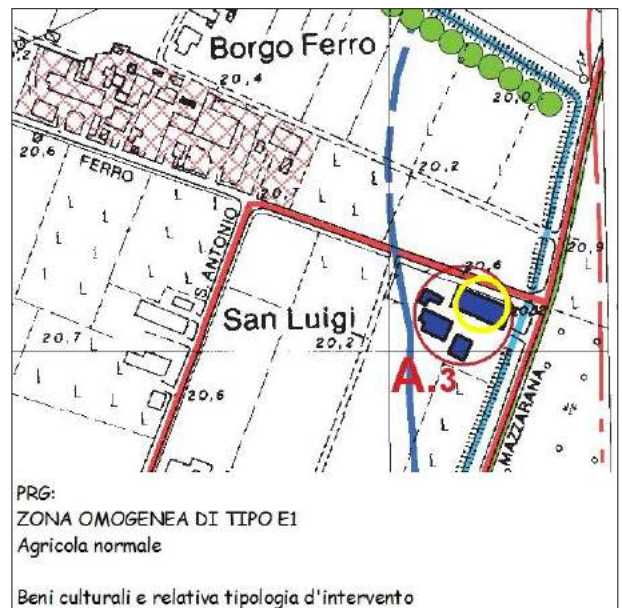 Borgo Ferro
20,4
20,0
20,6
FERRO
20,7
20,2
20,9
S. ANTONIO
20,6
San Luigi
20,2
20,7
A.3
20,6
MAZZARANA
PRG:
ZONA OMOGENEA DI TIPO E1
Agricola normale
Beni culturali e relativa tipologia d'intervento